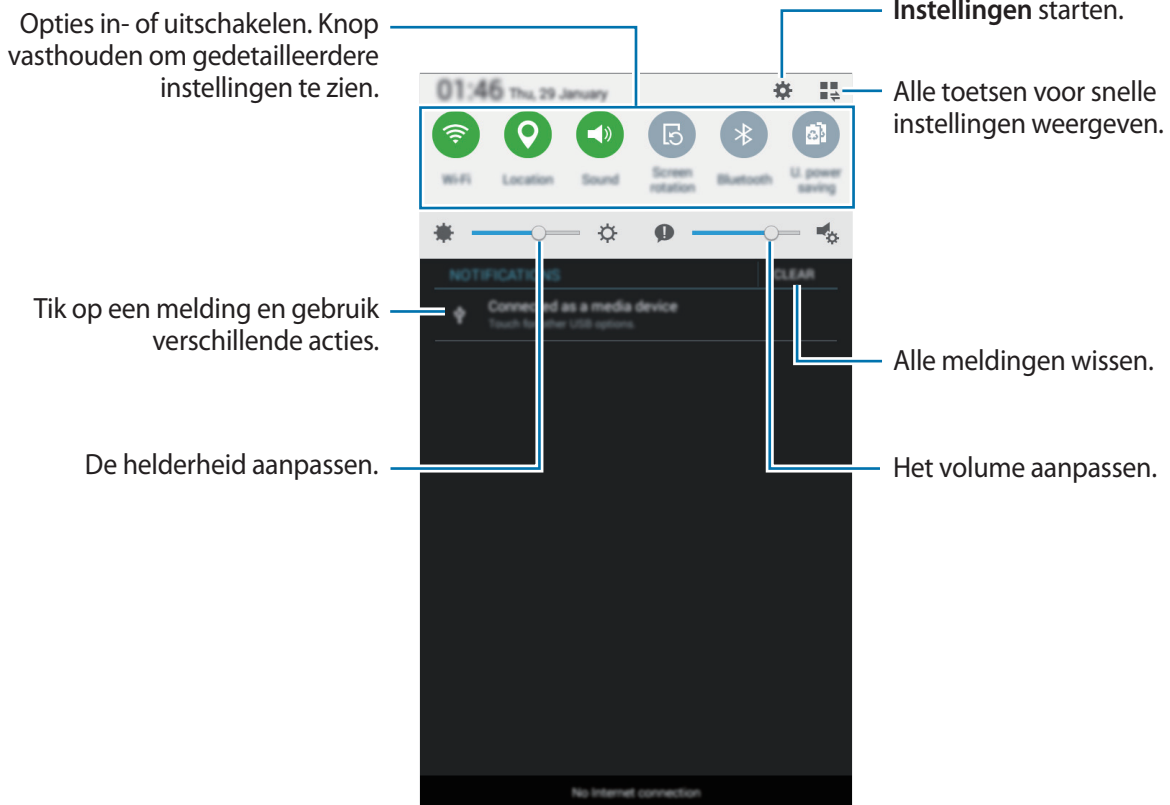 Instellingen starten.
Opties in- of uitschakelen. Knop
vasthouden om gedetailleerdere
instellingen te zien.
Alle toetsen voor snelle
instellingen weergeven.
01:46 Thu, 29 January
Wi-Fi
Location
Sound
Screen
rotation
Bluetooth
U. power
saving
NOTIFICATIONS
CLEAR
Connected as a media device
Touch for other USB options
Tik op een melding en gebruik
verschillende acties.
Alle meldingen wissen.
De helderheid aanpassen.
Het volume aanpassen.
No Internet connection